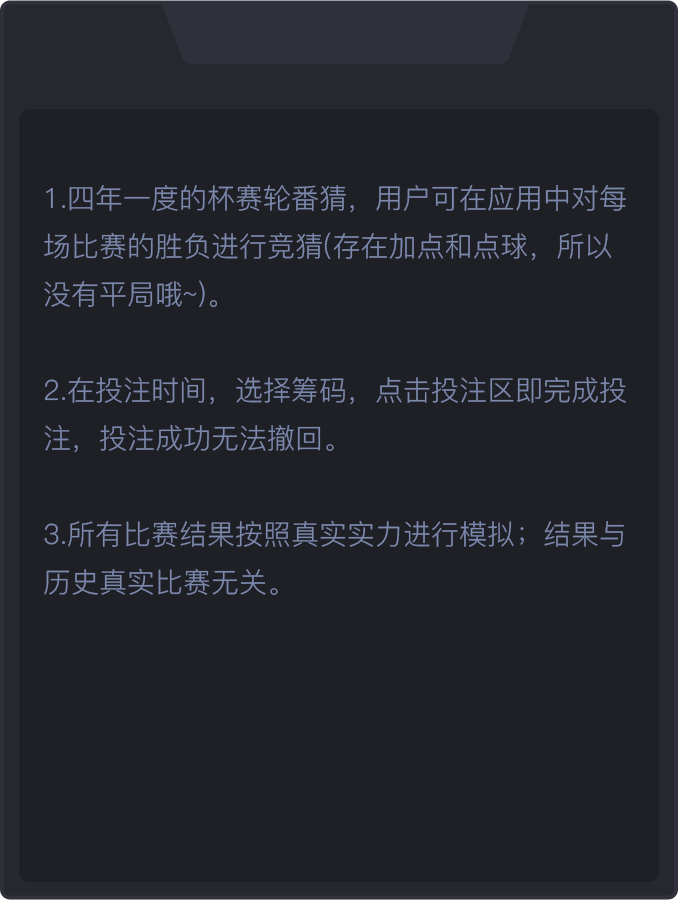 1.四年一度的杯赛轮番猜，用户可在应用中对每
场比赛的胜负进行竞猜(存在加点和点球，所以
没有平局哦~)。
2.在投注时间，选择筹码，点击投注区即完成投
注，投注成功无法撤回。
3.所有比赛结果按照真实实力进行模拟；结果与
历史真实比赛无关。